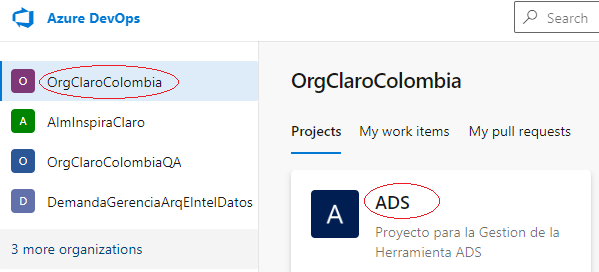 Azure DevOps
Search
O OrgClaroColombia
A AlmInspiraClaro
O OrgClaroColombiaQA
D DemandaGerenciaArqEIntelDatos
3 more organizations
OrgClaroColombia
Projects My work items My pull requests
A ADS
Proyecto para la Gestion de la
Herramienta ADS